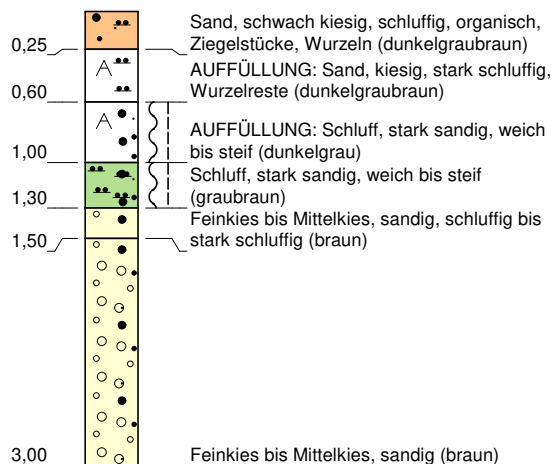 Sand, schwach kiesig, schluffig, organisch,
0,25 Ziegelstücke, Wurzeln (dunkelgraubraun)
A AUFFÜLLUNG: Sand, kiesig, stark schluffig,
0,60 Wurzelreste (dunkelgraubraun)
A AUFFÜLLUNG: Schluff, stark sandig, weich
1,00 bis steif (dunkelgrau)
Schluff, stark sandig, weich bis steif
1,30 (graubraun)
Feinkies bis Mittelkies, sandig, schluffig bis
1,50 stark schluffig (braun)
3,00 Feinkies bis Mittelkies, sandig (braun)